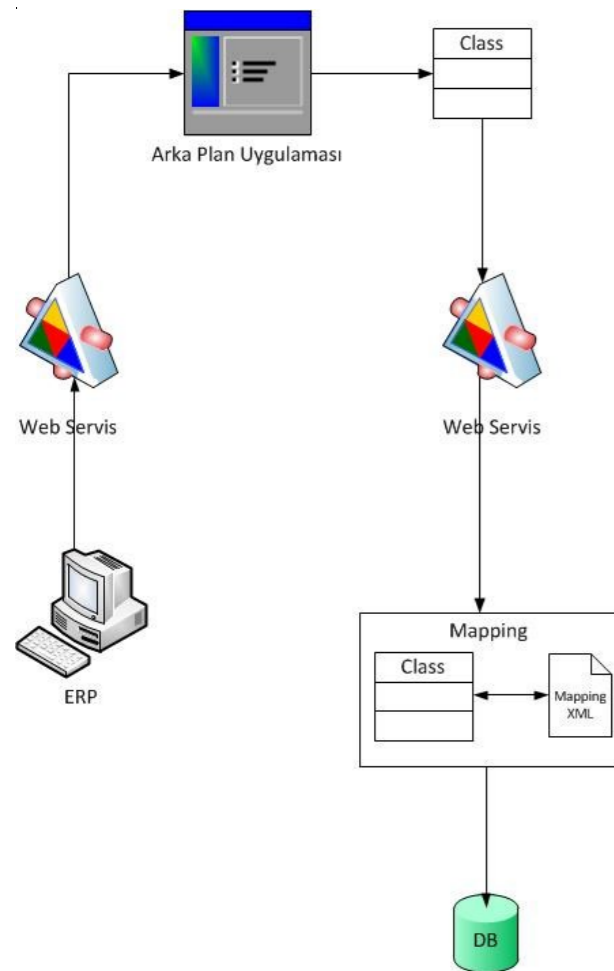 Class
Arka Plan Uygulaması
Web Servis
Web Servis
ERP
Mapping
Class
Mapping
XML
DB